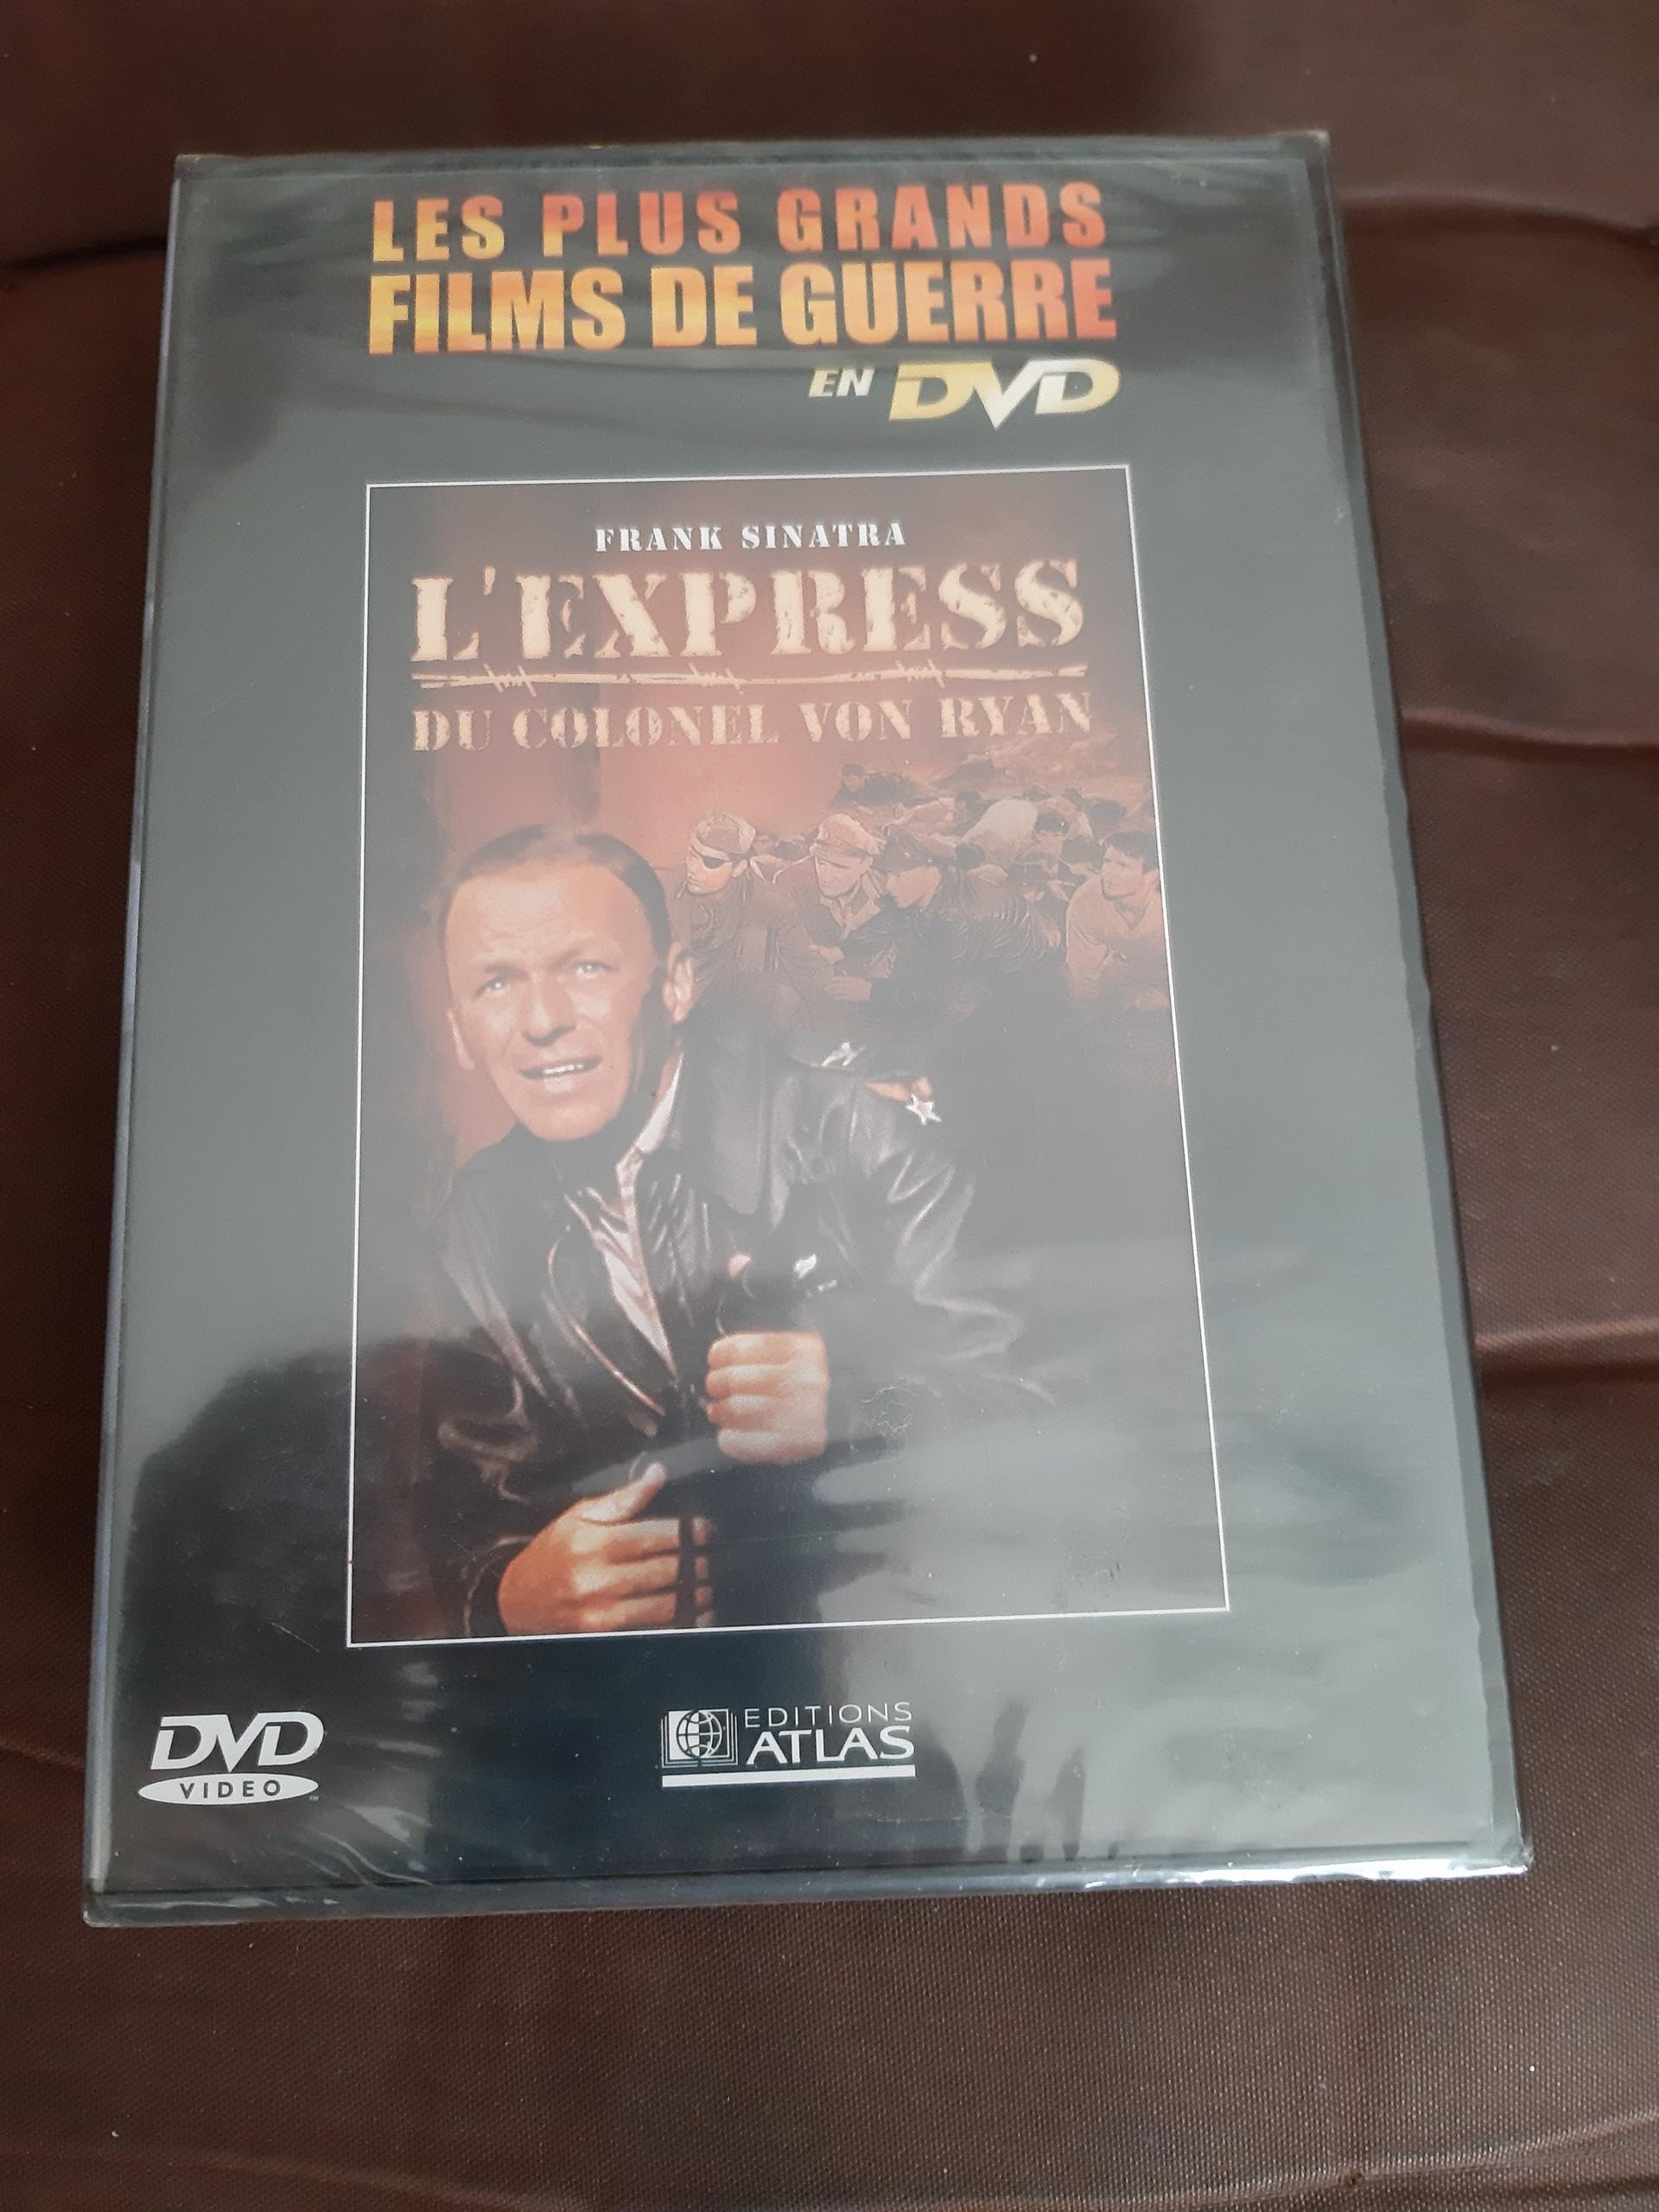 LES PLUS GRANDS
FILMS DE GUERRE
EN DVD
FRANK SINATRA
L'EXPRESS
DU COLONEL VON RYAN
DVD
VIDEO
EDITIONS
ATLAS